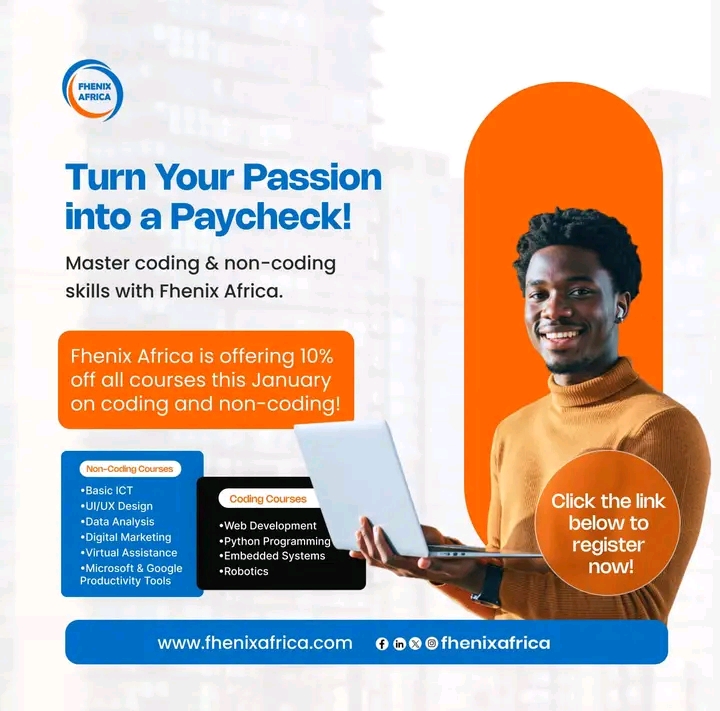 FHENIX
AFRICA
Turn Your Passion
into a Paycheck!
Master coding & non-coding
skills with Fhenix Africa.
Fhenix Africa is offering 10%
off all courses this January
on coding and non-coding!
Non-Coding Courses
•Basic ICT
•UI/UX Design
•Data Analysis
•Digital Marketing
•Virtual Assistance
•Microsoft & Google
Productivity Tools
Coding Courses
•Web Development
•Python Programming
•Embedded Systems
•Robotics
Click the link
below to
register
now!
www.fhenixafrica.com
fhenixafrica